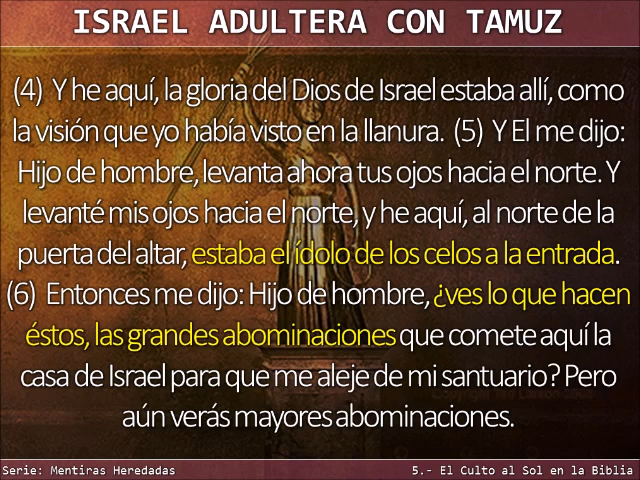 ISRAEL ADULTERA CON TAMUZ
(4) Y he aquí, la gloria del Dios de Israel estaba allí, como
la visión que yo había visto en la llanura. (5) Y El me dijo:
Hijo de hombre, levanta ahora tus ojos hacia el norte. Y
levanté mis ojos hacia el norte, y he aquí, al norte de la
puerta del altar, estaba el ídolo de los celos a la entrada.
(6) Entonces me dijo: Hijo de hombre, ¿ves lo que hacen
éstos, las grandes abominaciones que comete aquí la
casa de Israel para que me aleje de mi santuario? Pero
aún verás mayores abominaciones.
Serie: Mentiras Heredadas
5.- El Culto al Sol en la Biblia